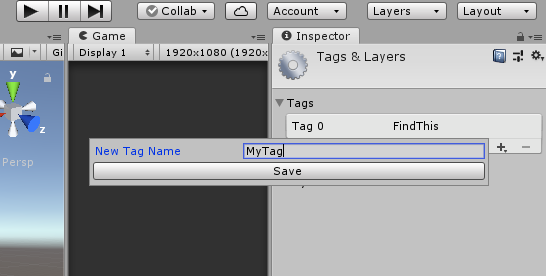 Collab Account Layers Layout
Game Inspector
Gi Display 1 1920x1080 (1920x
Tags & Layers
y
z
Tags
Tag 0 FindThis
New Tag Name MyTag
Persp
Save